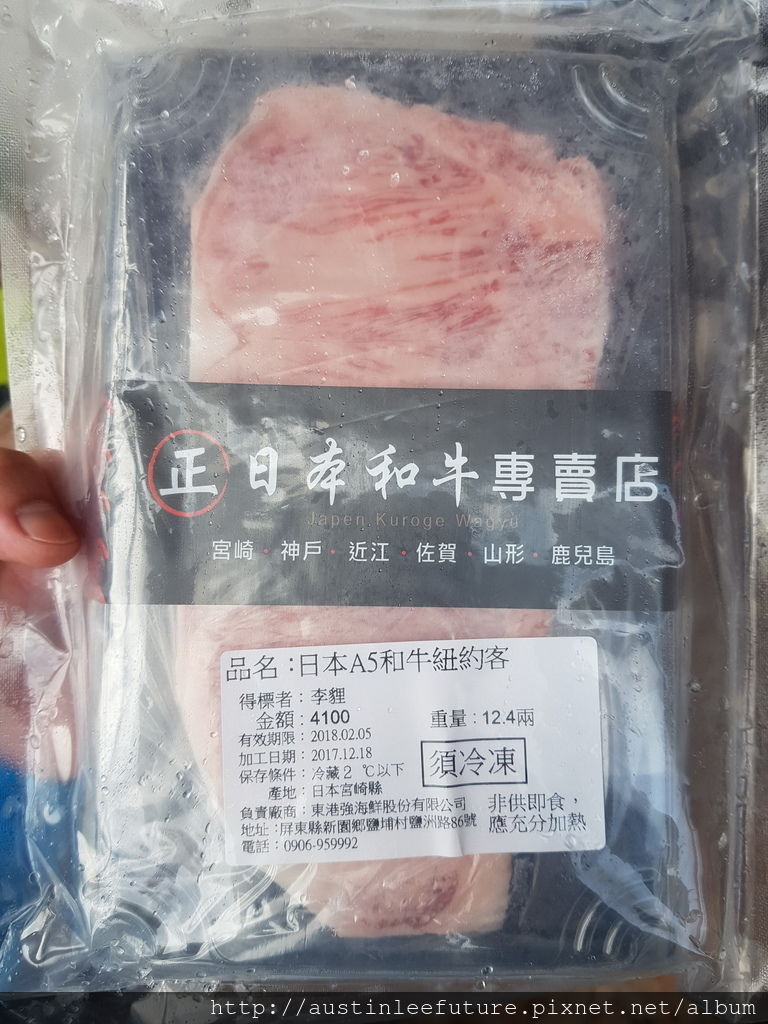 正日本和牛專賣店
Japen.Kuroge Wagyu
宮崎・神戶・近江・佐賀・山形・鹿兒島
品名：日本A5和牛紐約客
得標者：李貍
金額：4100 重量：12.4兩
有效期限：2018.02.05
加工日期：2017.12.18
須冷凍
保存條件：冷藏2 ℃以下
產地：日本宮崎縣
負責廠商：東港強海鮮股份有限公司
地址：屏東縣新園鄉鹽埔村鹽洲路86號
電話：0906-959992
非供即食，
應充分加熱
http://austinleefuture.pixnet.net/album